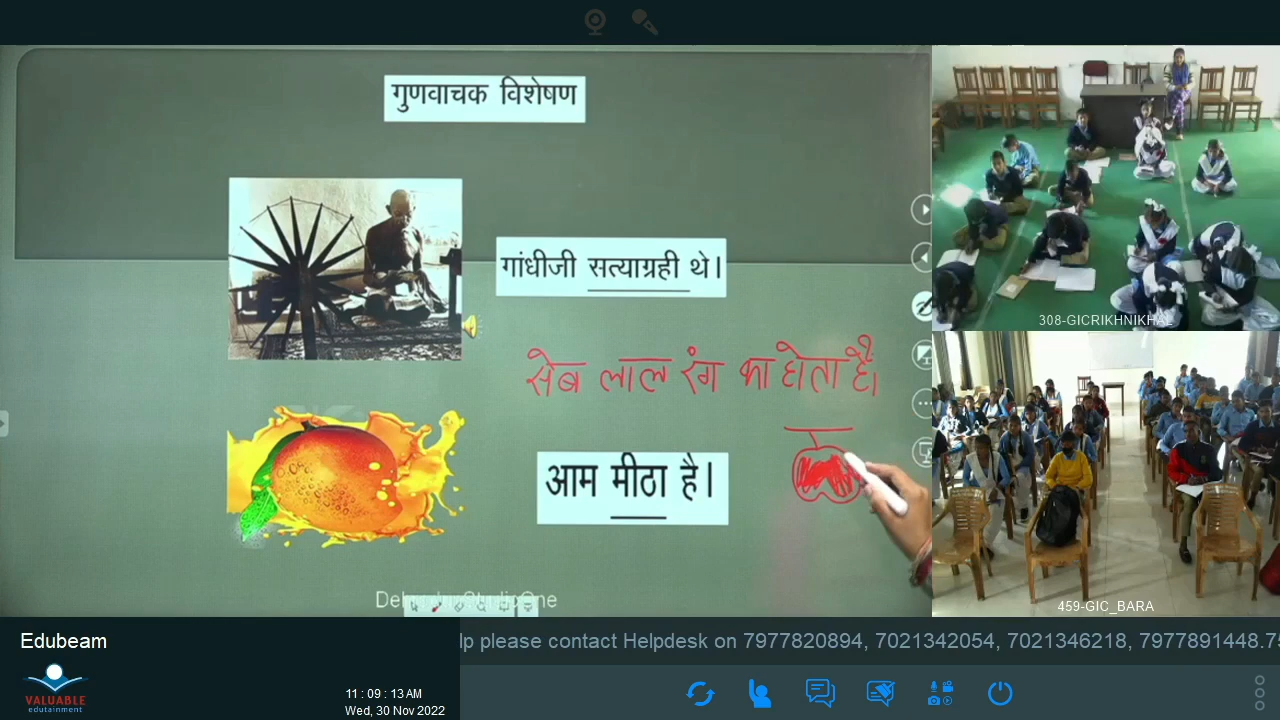 गुणवाचक विशेषण
गांधीजी सत्याग्रही थे।
सेब लाल रंग का होता है।
आम मीठा है।
308-GICRIKHNIKHAL
459-GIC_BARA
Edubeam
lp please contact Helpdesk on 7977820894, 7021342054, 7021346218, 7977891448.75
VALUABLE
edutainment
11 : 09 : 13 AM
Wed, 30 Nov 2022